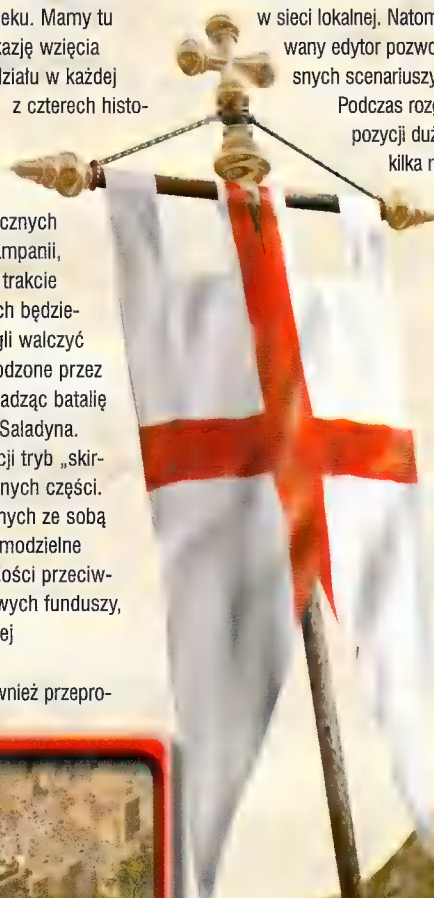 eku. Mamy tu
kazję wzięcia
działu w każdej
z czterech histo-
cznych
mpanii,
trakcie
ch będzie-
gli walczyć
odzone przez
adząc batalię
Saladyna.
cji tryb „skir-
nych części.
nych ze sobą
modzielne
ości przeciw-
wych funduszy,
ej
wnież przepro-
w sieci lokalnej. Natom
wany edytor pozwo
snych scenariuszy
Podczas rozg
pozycji duż
kilka r